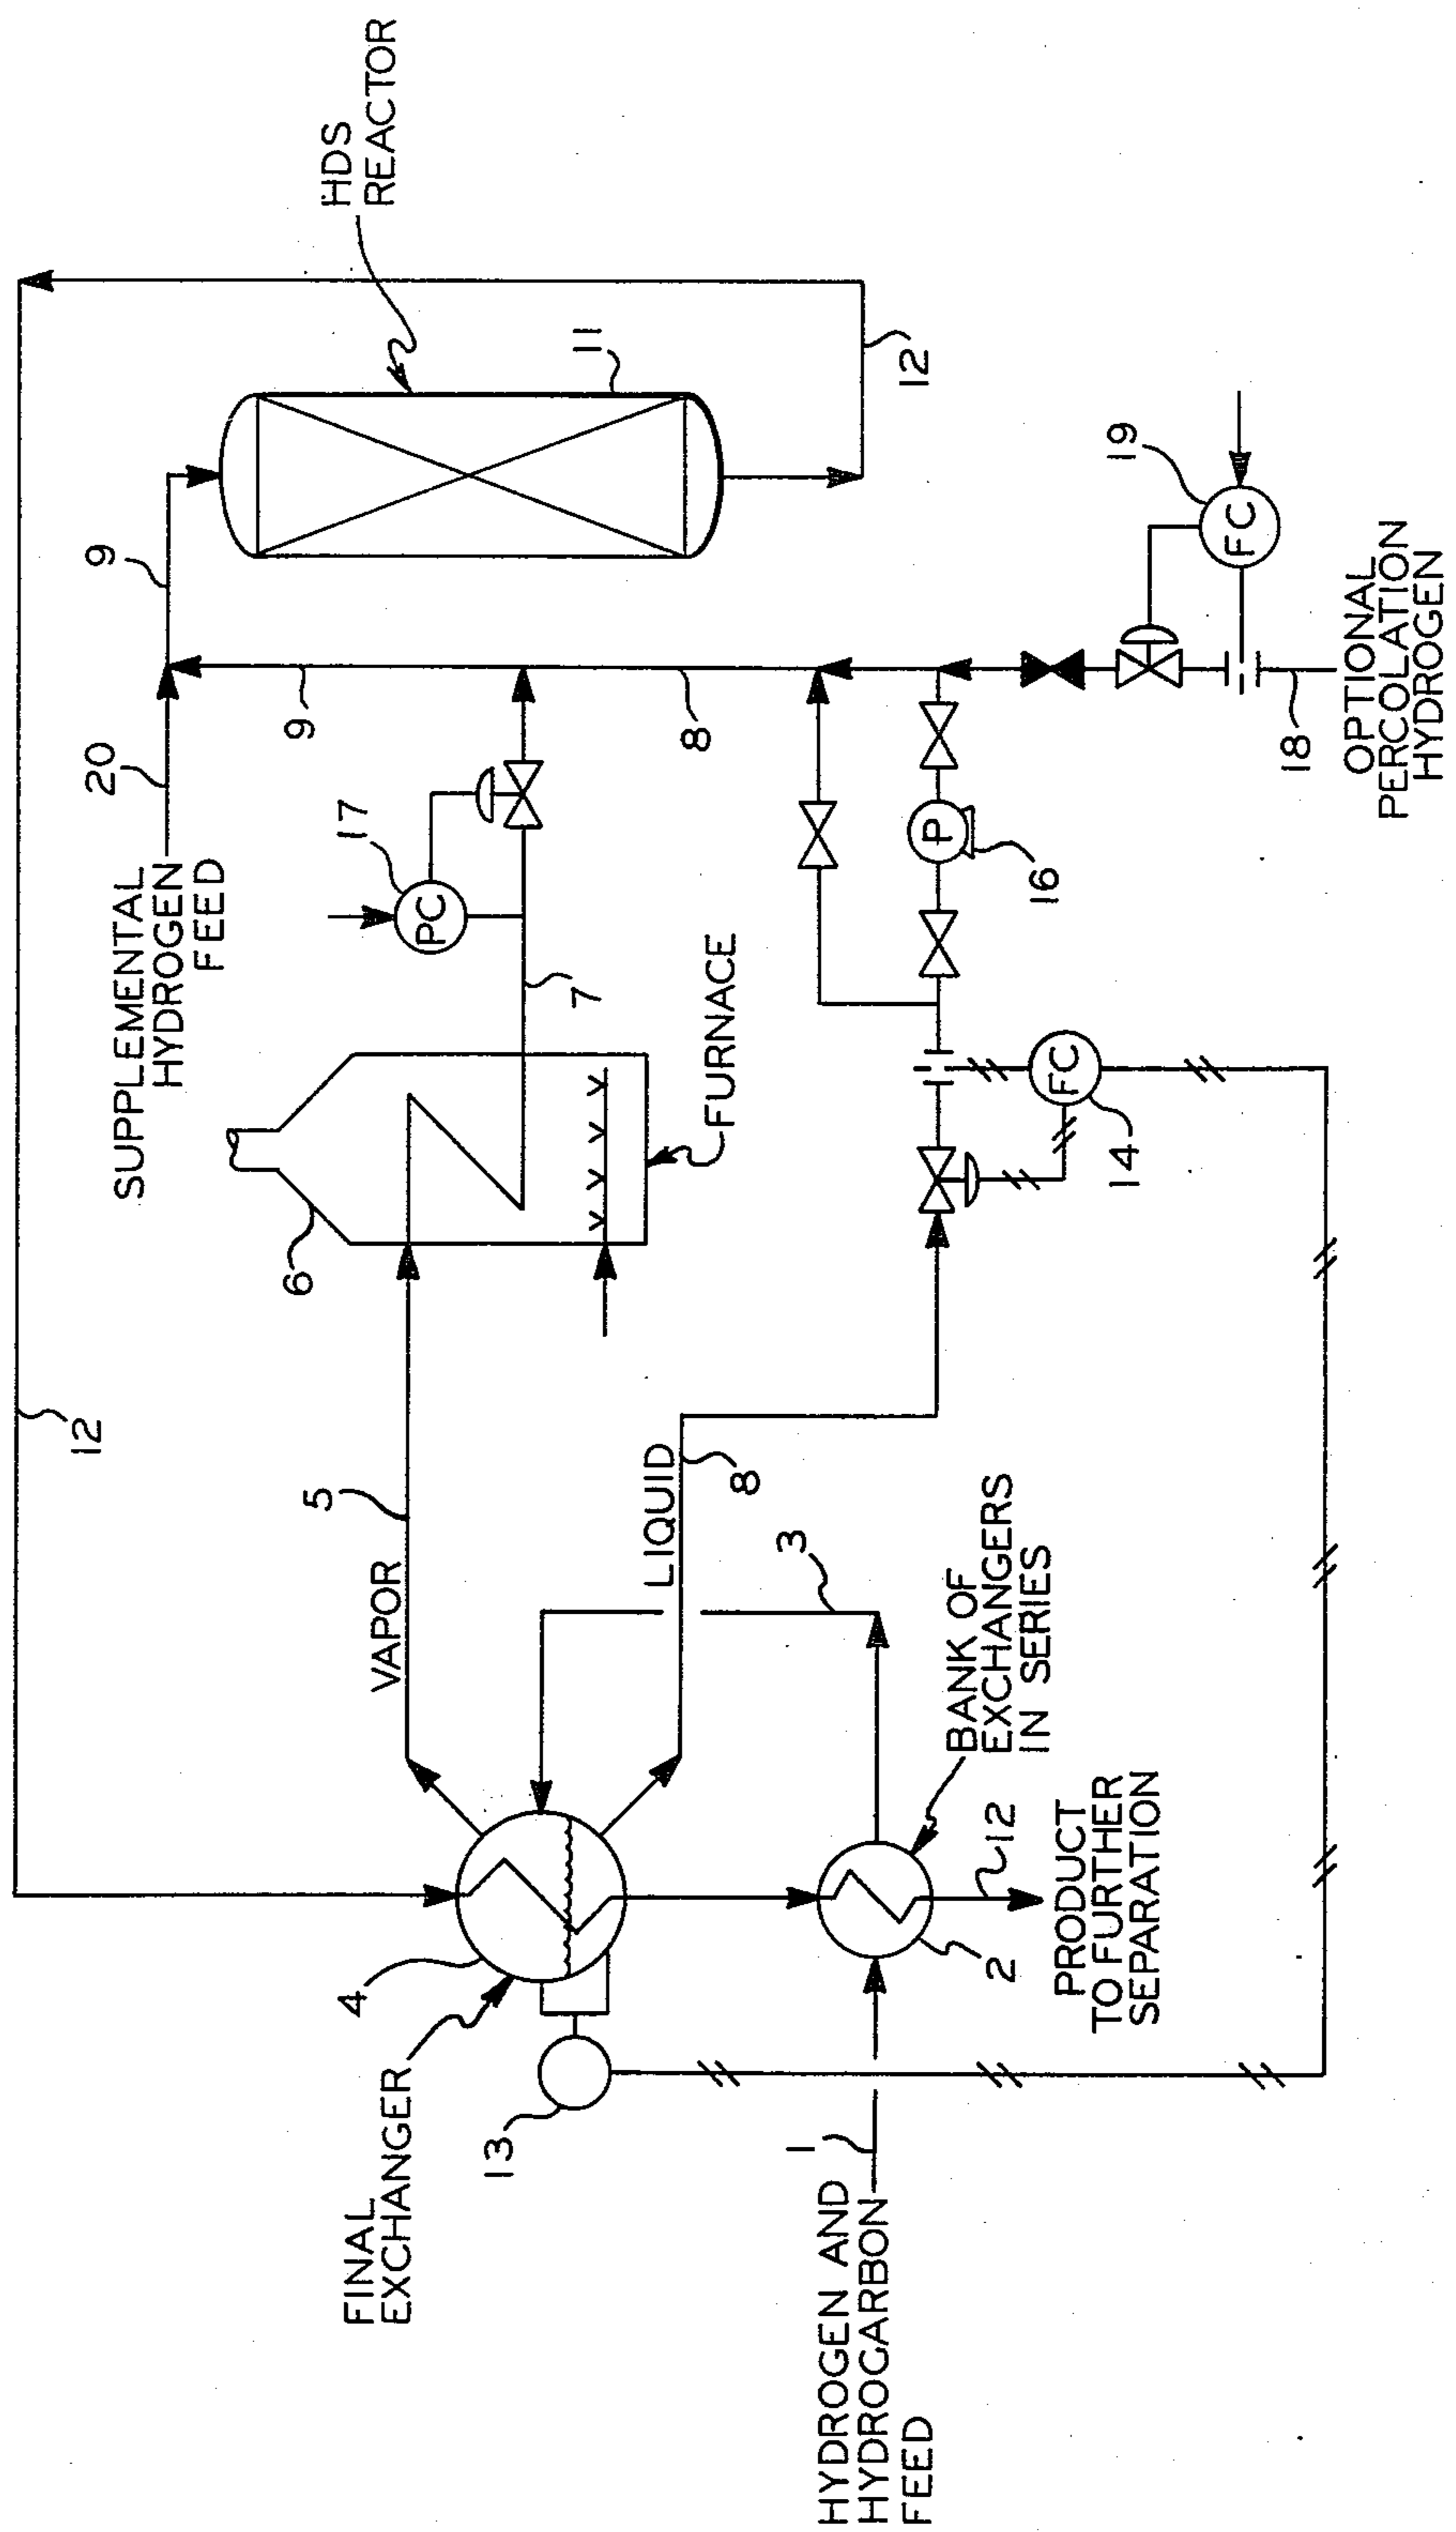 12
SUPPLEMENTAL
HYDROGEN
FEED
20
9
HDS
REACTOR
17
PC
9
11
6
5
VAPOR
7
FINAL
EXCHANGER
4
13
FURNACE
8
12
LIQUID
8
3
HYDROGEN AND
HYDROCARBON
FEED
1
2
BANK OF
EXCHANGERS
IN SERIES
12
PRODUCT
TO FURTHER
SEPARATION
P
16
FC
14
19
FC
18
OPTIONAL
PERCOLATION
HYDROGEN